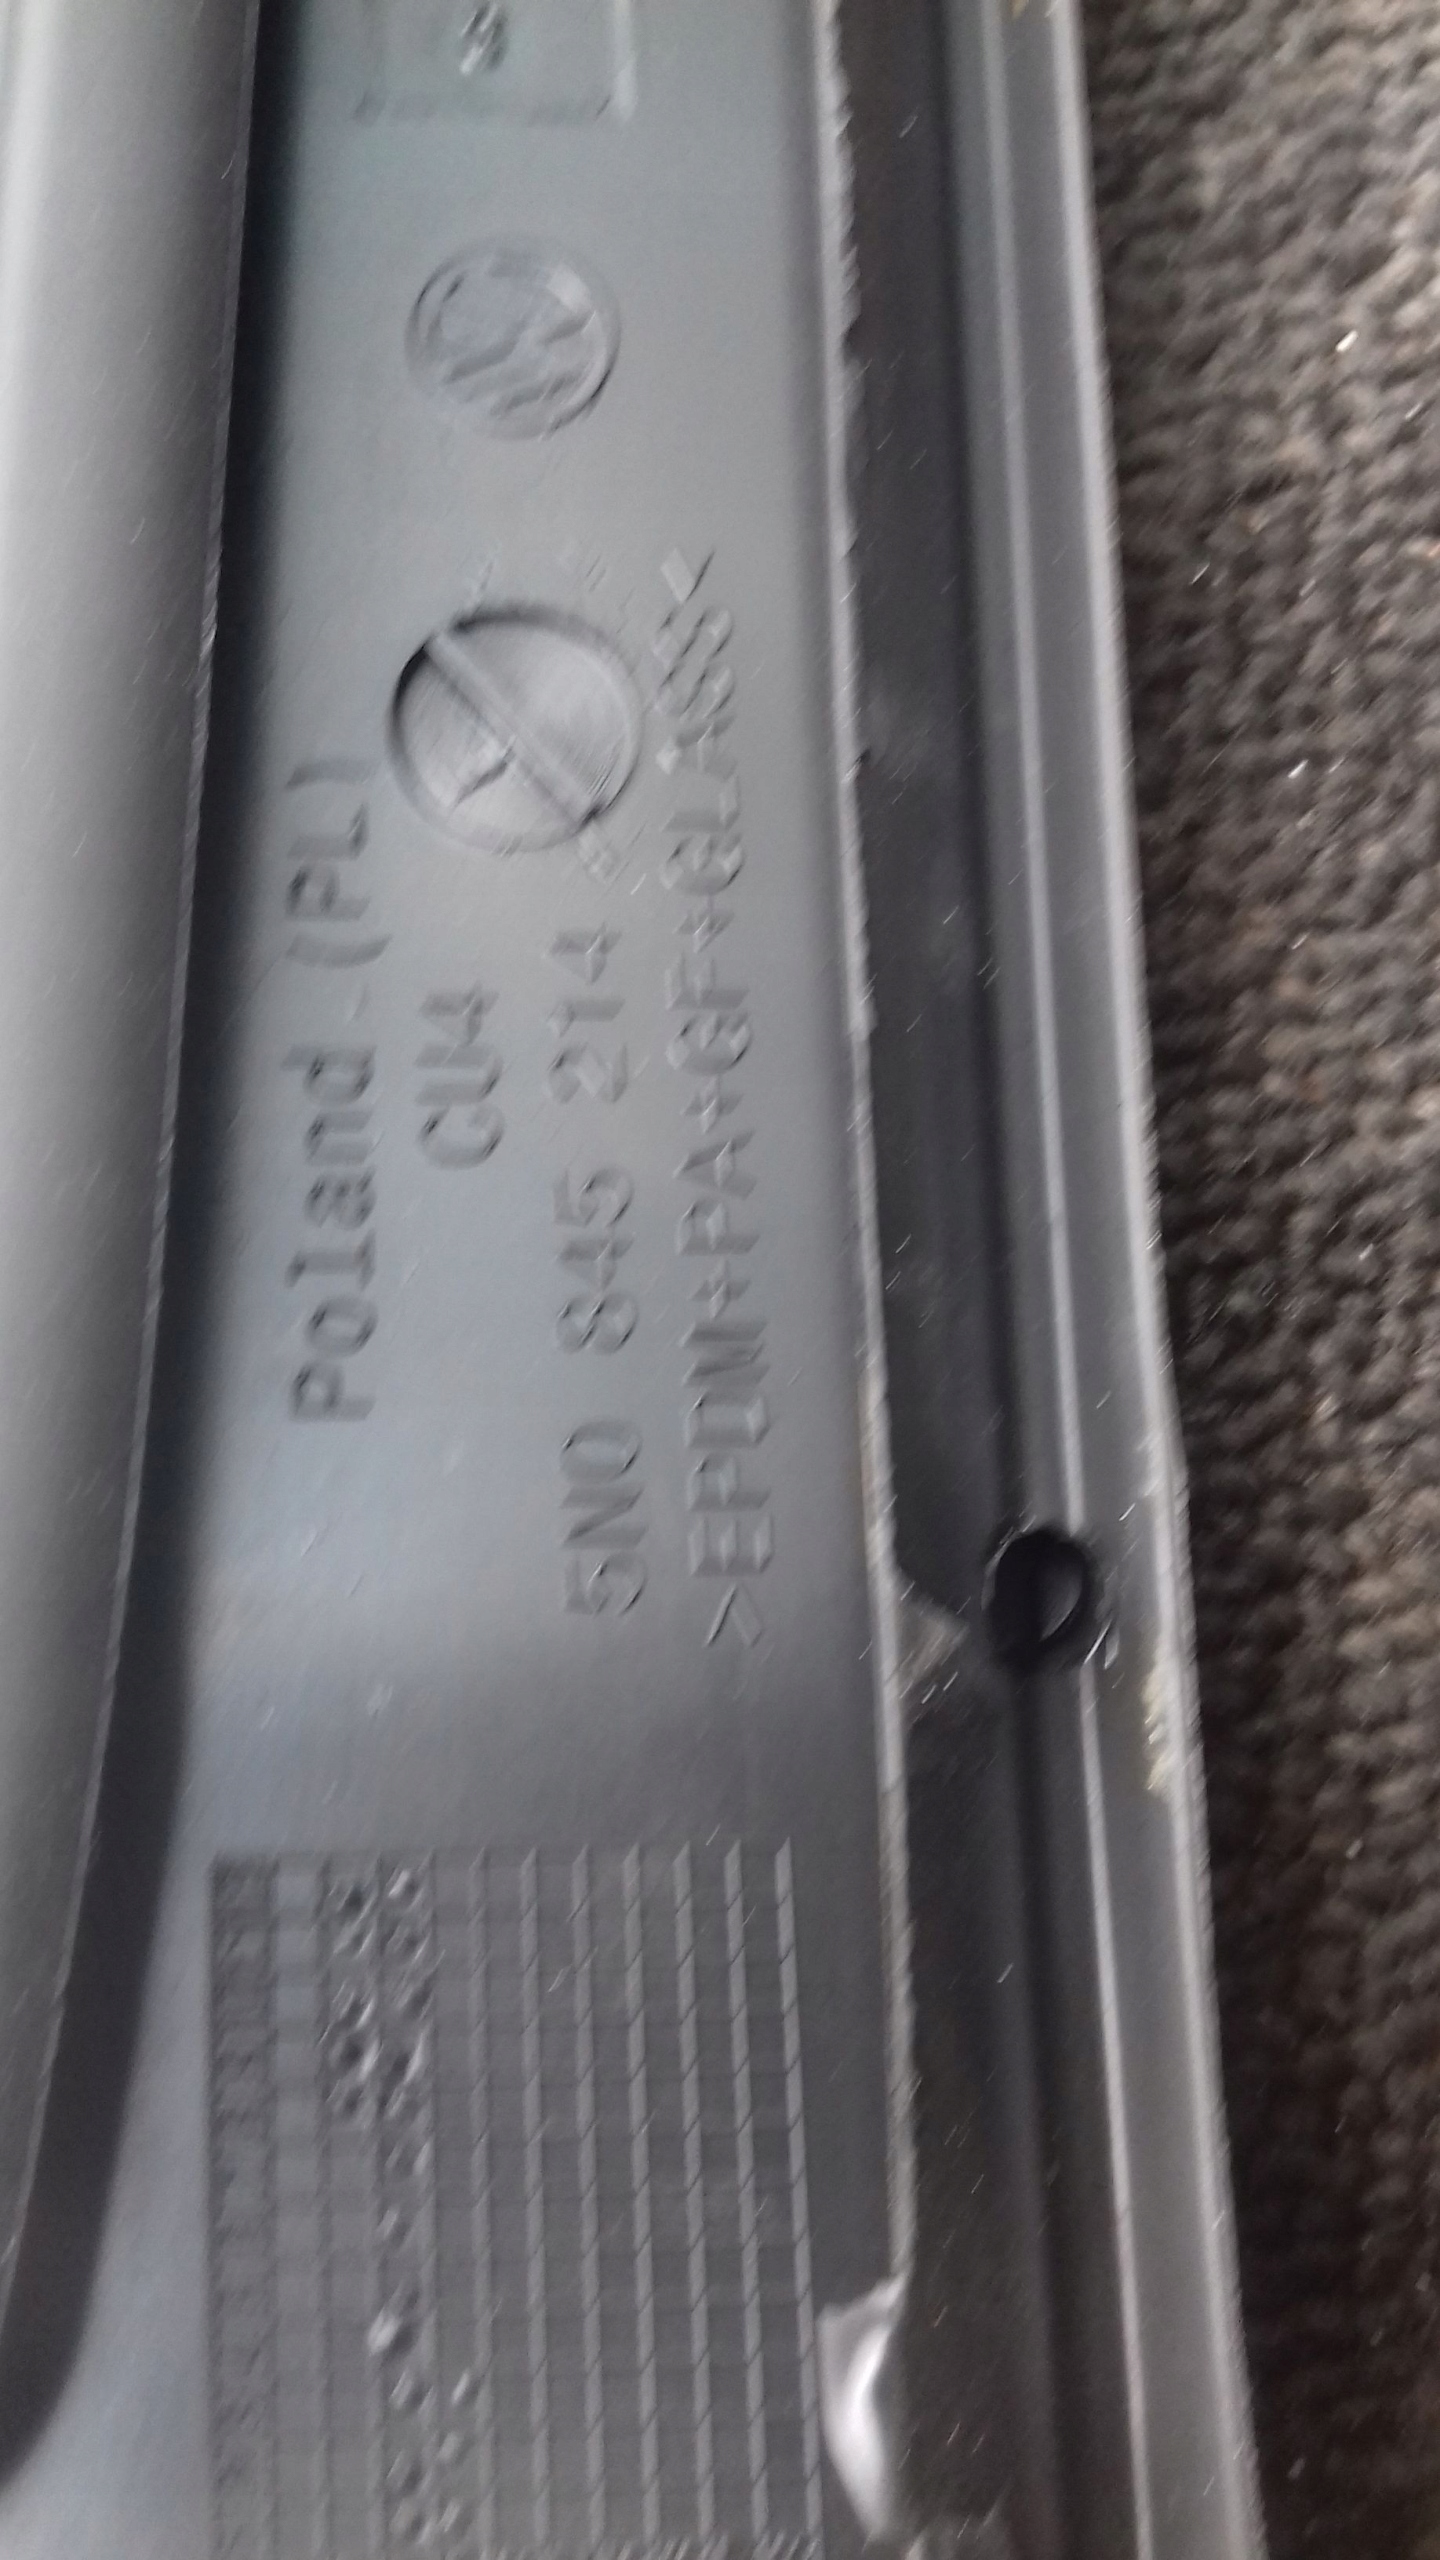 Poland (PL)
CU4
5N0 845 214
>EPDM+PA+GF+GLASS<